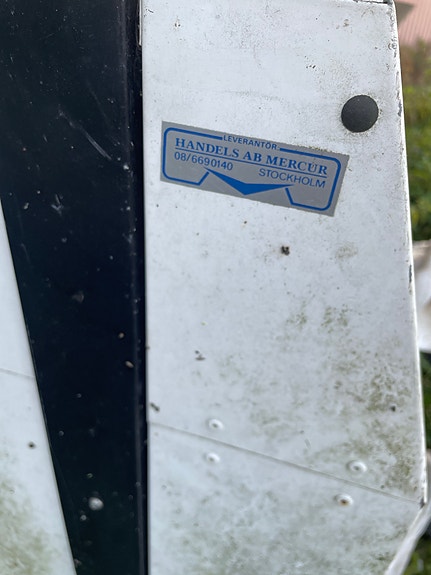 LEVERANTÖR:
HANDELS AB MERCUR
08/6690140 STOCKHOLM